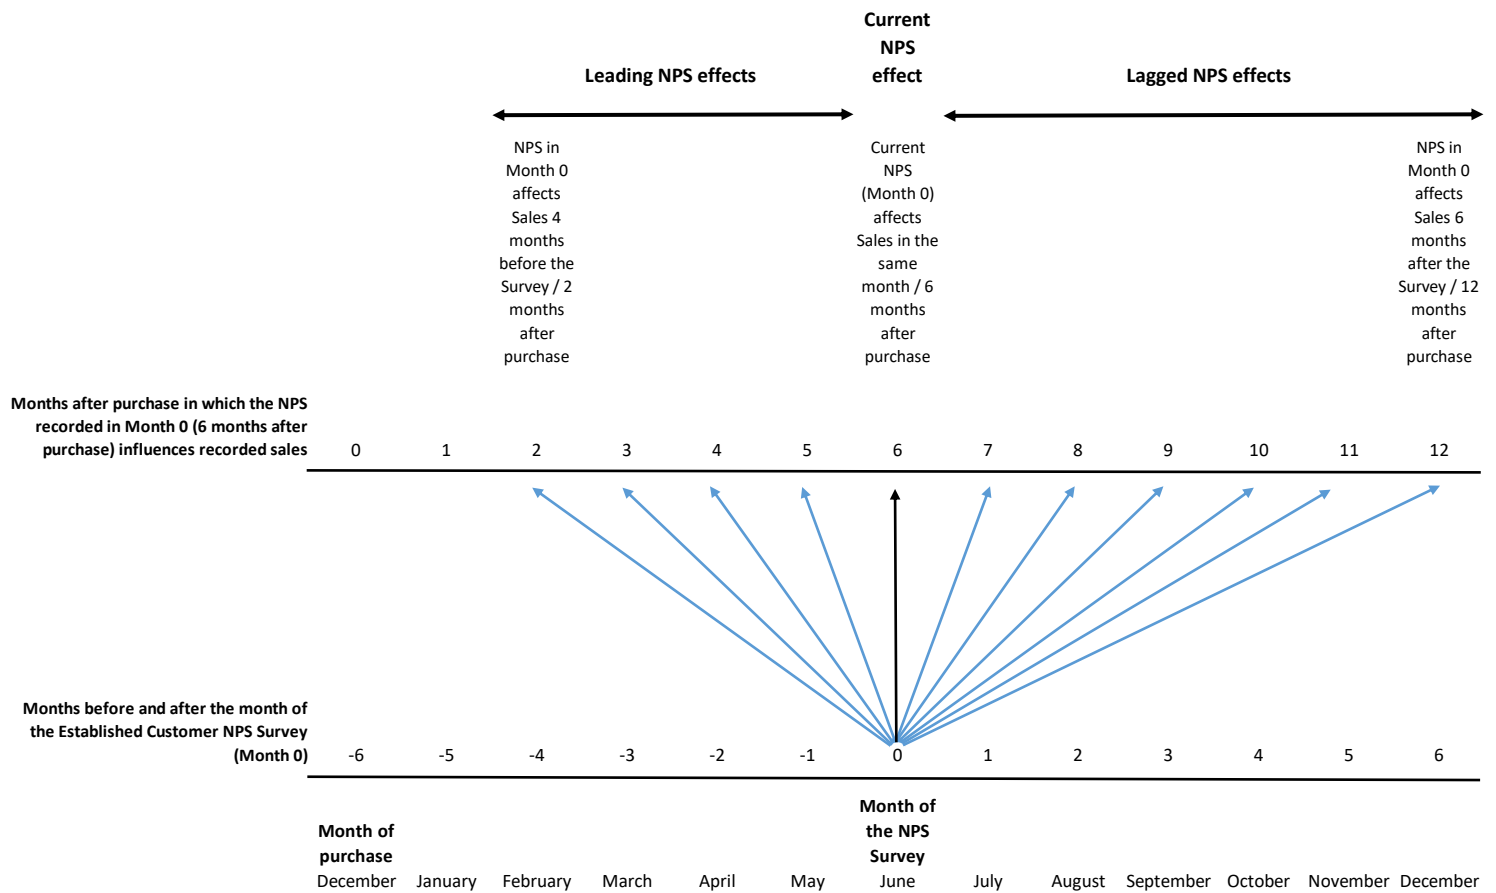 Current
NPS
effect
Leading NPS effects
Lagged NPS effects
NPS in
Month 0
affects
Sales 4
months
before the
Survey / 2
months
after
purchase
Current
NPS
(Month 0)
affects
Sales in the
same
month / 6
months
after
purchase
NPS in
Month 0
affects
Sales 6
months
after the
Survey / 12
months
after
purchase
Months after purchase in which the NPS
recorded in Month 0 (6 months after
purchase) influences recorded sales
0 1 2 3 4 5 6 7 8 9 10 11 12
Months before and after the month of
the Established Customer NPS Survey
(Month 0)
-6 -5 -4 -3 -2 -1 0 1 2 3 4 5 6
Month of
purchase
Month of
the NPS
Survey
December January February March April May June July August September October November December